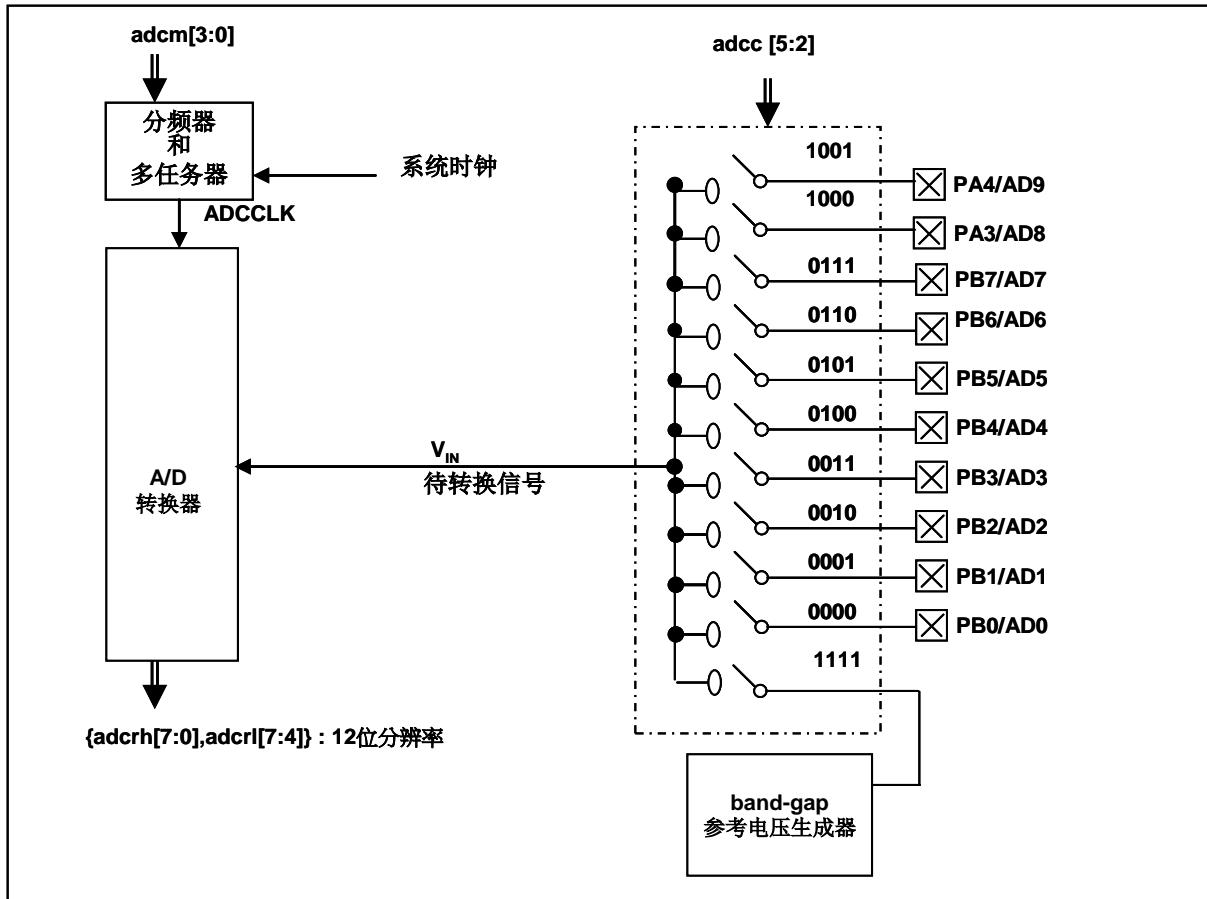 adcm[3:0]
分频器
和
多任务器
系统时钟
ADCCLK
A/D
转换器
V_IN
待转换信号
{adcrh[7:0],adcrl[7:4]} : 12位分辨率
adcc [5:2]
1001
PA4/AD9
1000
PA3/AD8
0111
PB7/AD7
0110
PB6/AD6
0101
PB5/AD5
0100
PB4/AD4
0011
PB3/AD3
0010
PB2/AD2
0001
PB1/AD1
0000
PB0/AD0
1111
band-gap
参考电压生成器